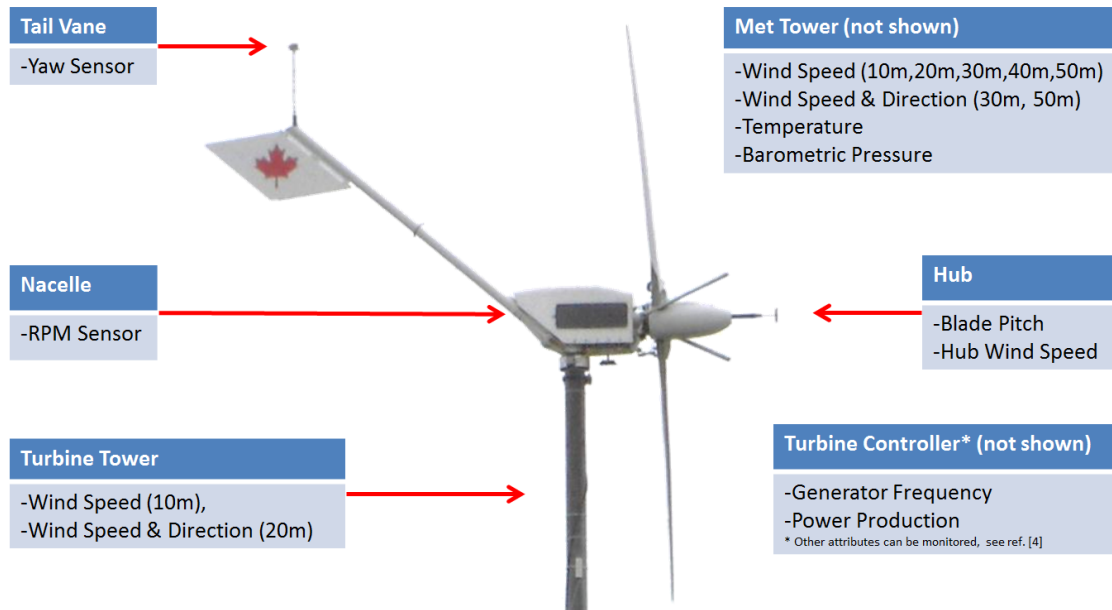 Tail Vane
-Yaw Sensor
Met Tower (not shown)
-Wind Speed (10m,20m,30m,40m,50m)
-Wind Speed & Direction (30m, 50m)
-Temperature
-Barometric Pressure
Nacelle
-RPM Sensor
Hub
-Blade Pitch
-Hub Wind Speed
Turbine Tower
-Wind Speed (10m),
-Wind Speed & Direction (20m)
Turbine Controller* (not shown)
-Generator Frequency
-Power Production
* Other attributes can be monitored, see ref. [4]